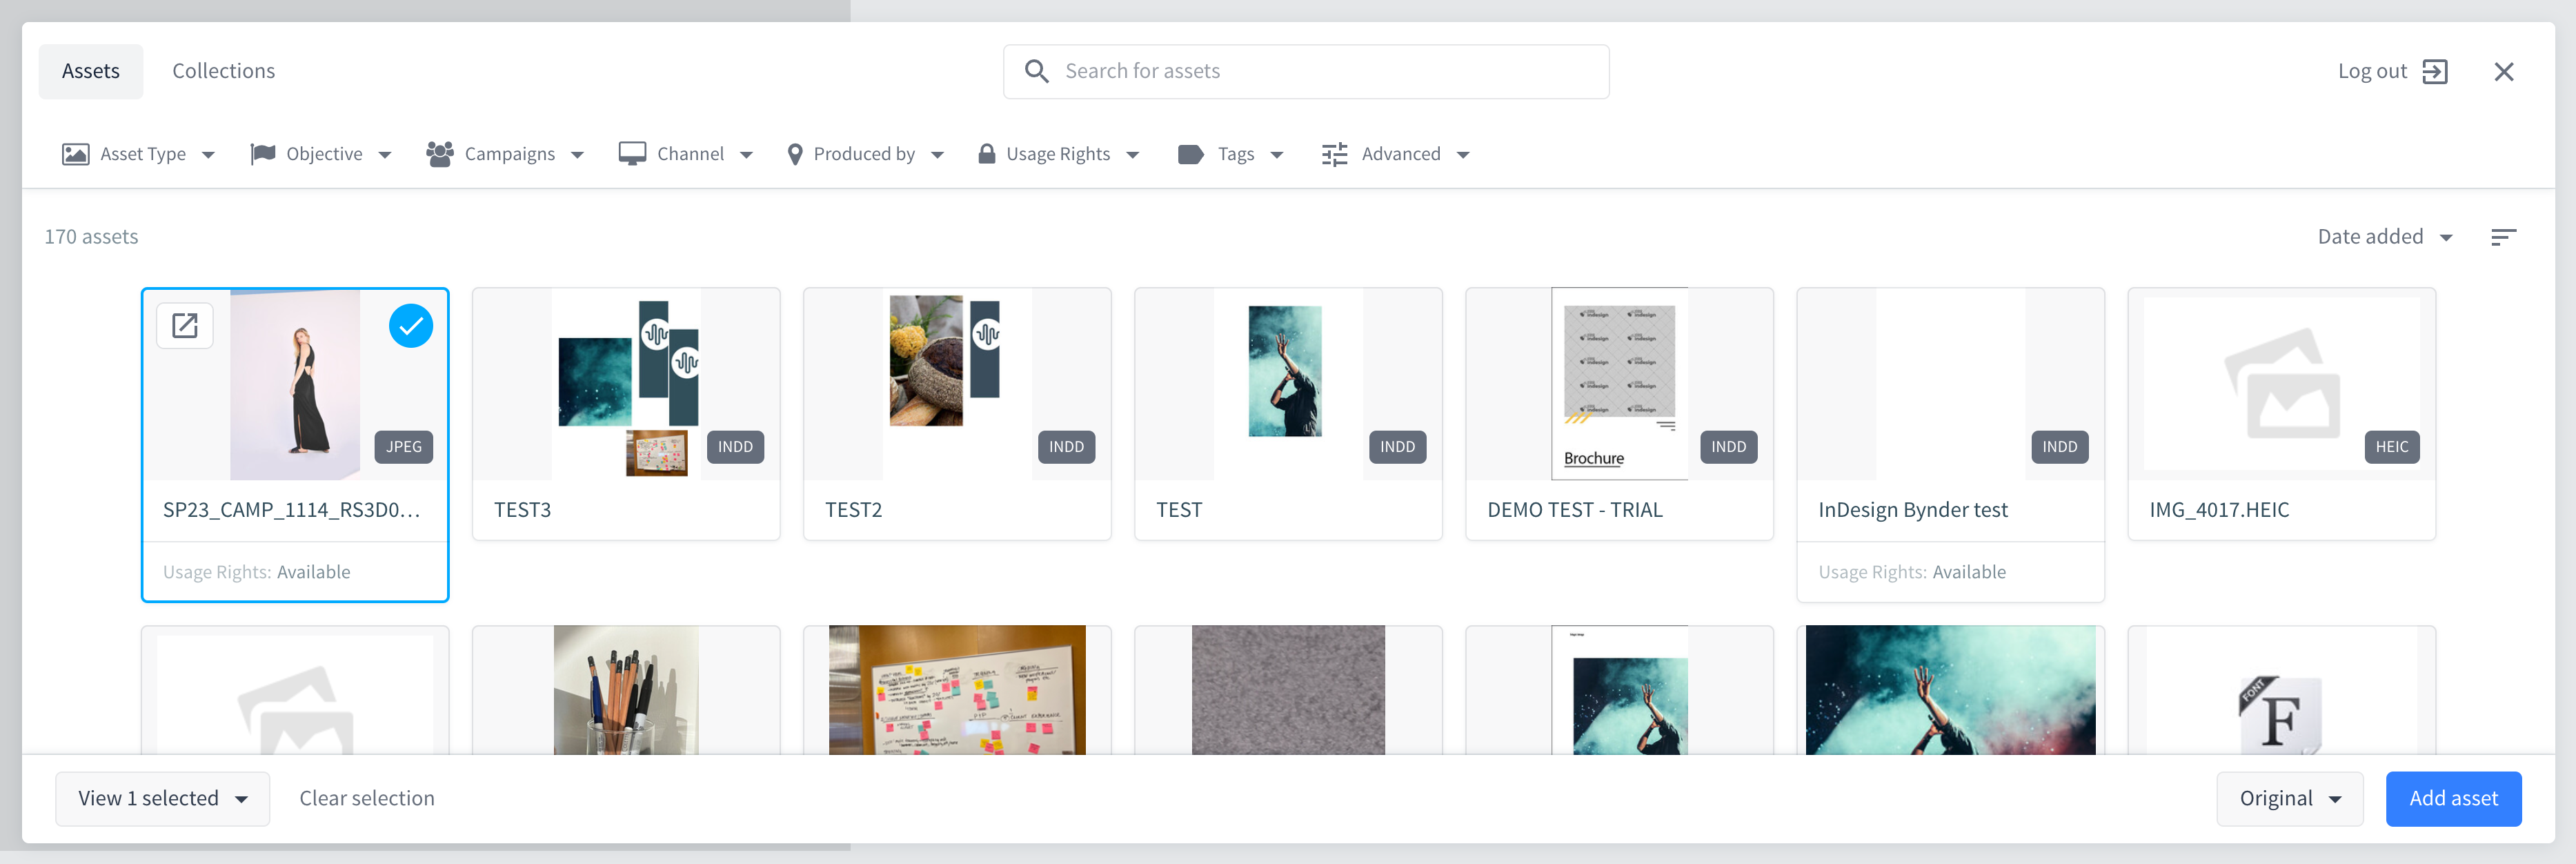 Assets
Collections
Search for assets
Log out
Asset Type
Objective
Campaigns
Channel
Produced by
Usage Rights
Tags
Advanced
170 assets
Date added
JPEG
INDD
INDD
INDD
Brochure
INDD
INDD
HEIC
SP23_CAMP_1114_RS3D0...
TEST3
TEST2
TEST
DEMO TEST - TRIAL
InDesign Bynder test
IMG_4017.HEIC
Usage Rights: Available
Usage Rights: Available
FONT
F
View 1 selected
Clear selection
Original
Add asset